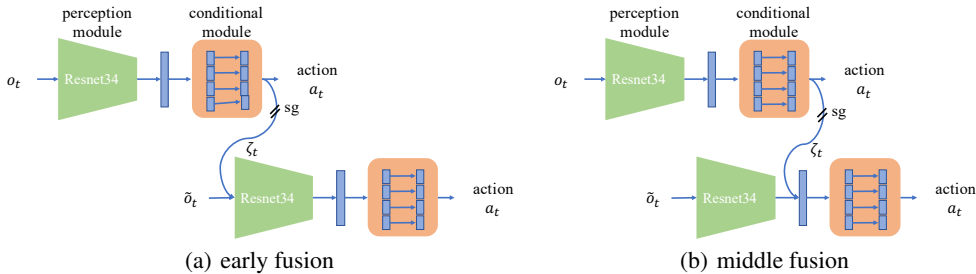 perception module
conditional module
o_t
Resnet34
action a_t
sg
ζ_t
õ_t
Resnet34
action a_t
(a) early fusion
perception module
conditional module
o_t
Resnet34
action a_t
sg
ζ_t
õ_t
Resnet34
action a_t
(b) middle fusion